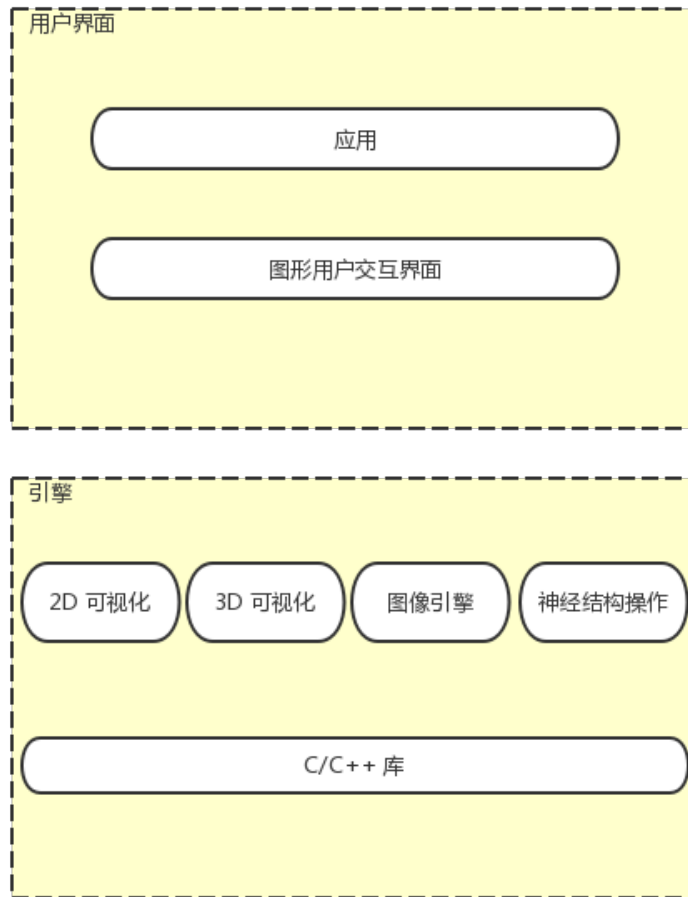 用户界面
应用
图形用户交互界面
引擎
2D 可视化
3D 可视化
图像引擎
神经结构操作
C/C++ 库